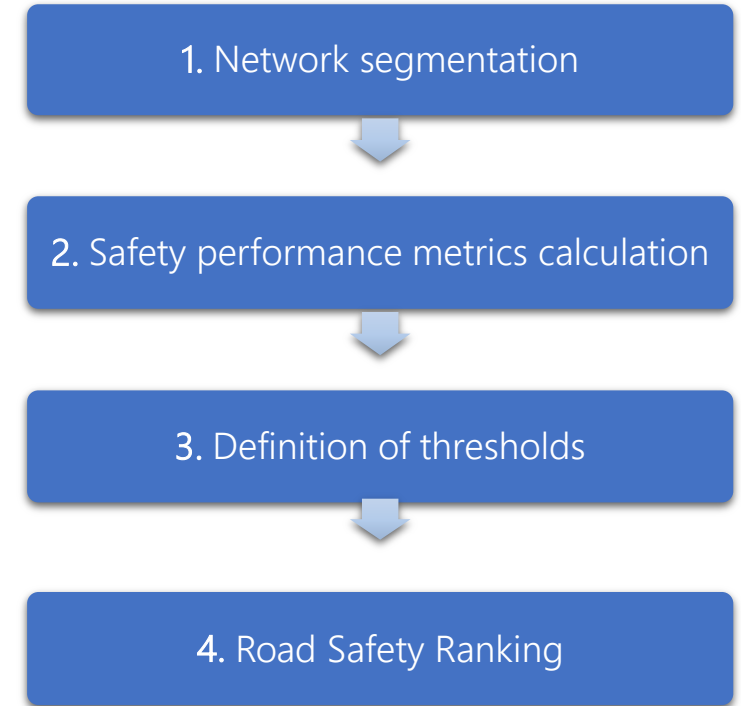 1. Network segmentation
2. Safety performance metrics calculation
3. Definition of thresholds
4. Road Safety Ranking